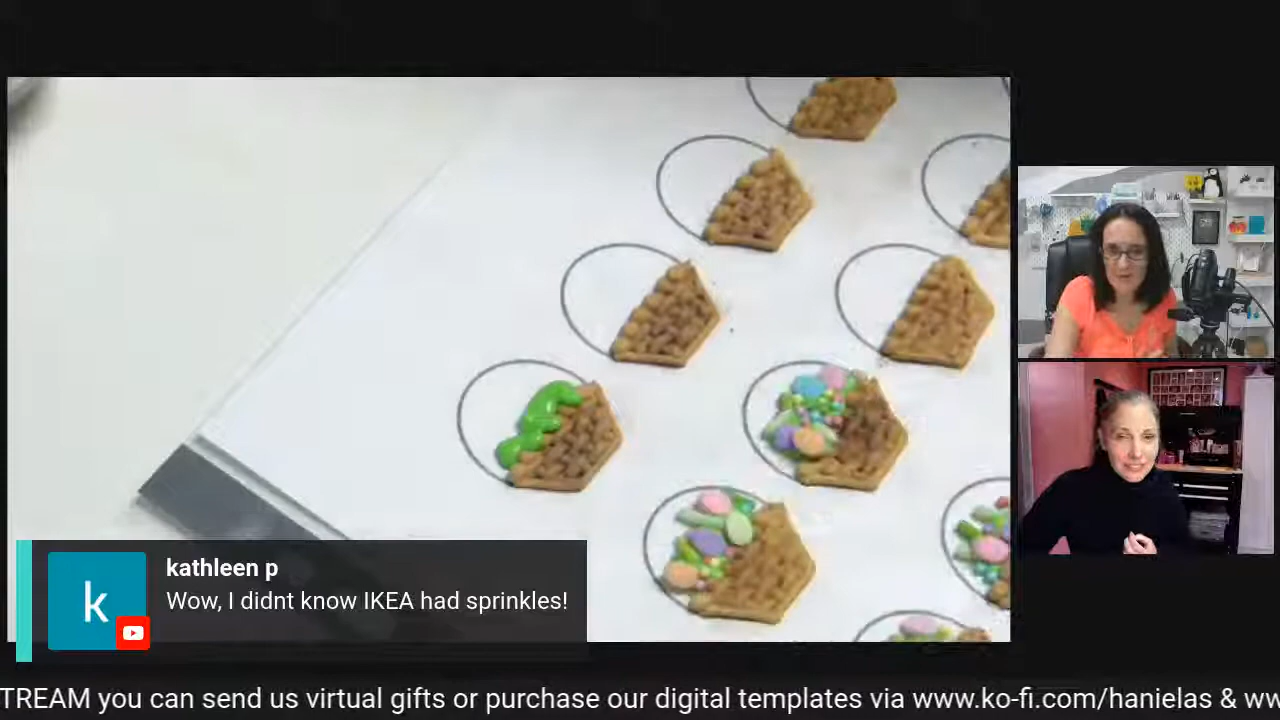 kathleen p
k
Wow, I didnt know IKEA had sprinkles!
TREAM you can send us virtual gifts or purchase our digital templates via www.ko-fi.com/hanielas & ww